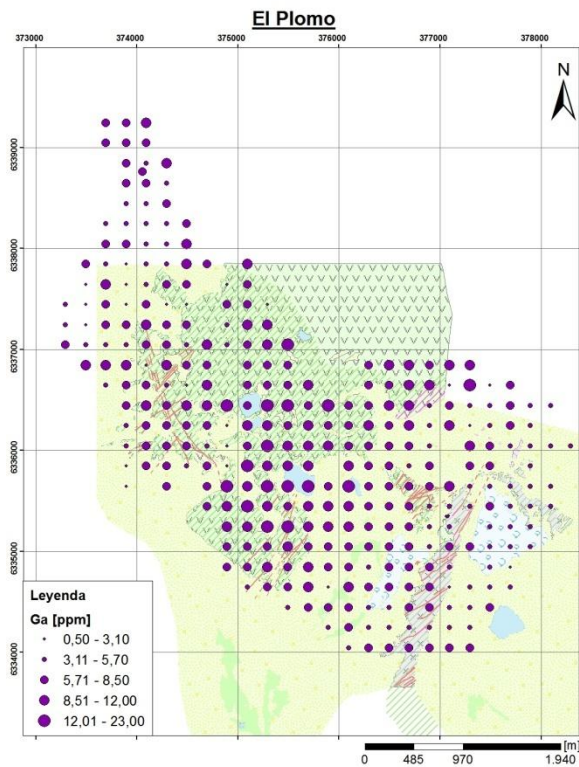 El Plomo
373000 374000 375000 376000 377000 378000
N
6339000
6338000
6337000
6336000
6335000
6334000
Leyenda
Ga [ppm]
0,50 - 3,10
3,11 - 5,70
5,71 - 8,50
8,51 - 12,00
12,01 - 23,00
[m]
0 485 970 1.940